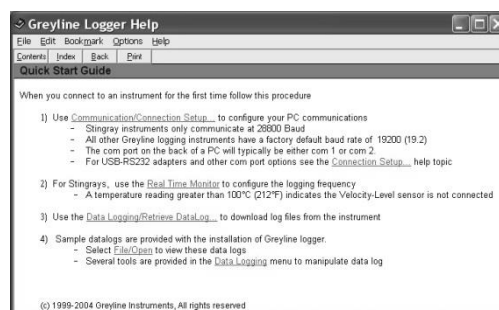 Greyline Logger Help
File Edit Bookmark Options Help
Contents Index Back Print
Quick Start Guide
When you connect to an instrument for the first time follow this procedure
1) Use Communication/Connection Setup... to configure your PC communications
- Stingray instruments only communicate at 28800 Baud
- All other Greyline logging instruments have a factory default baud rate of 19200 (19.2)
- The com port on the back of a PC will typically be either com 1 or com 2.
- For USB-RS232 adapters and other com port options see the Connection Setup... help topic
2) For Stingrays, use the Real Time Monitor to configure the logging frequency
- A temperature reading greater than 100°C (212°F) indicates the Velocity-Level sensor is not connected
3) Use the Data Logging/Retrieve DataLog... to download log files from the instrument
4) Sample datalogs are provided with the installation of Greyline logger.
- Select File/Open to view these data logs
- Several tools are provided in the Data Logging menu to manipulate data log
(c) 1999-2004 Greyline Instruments, All rights reserved